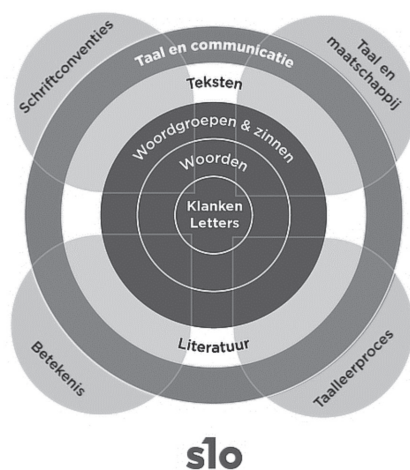 Schriftconventies
Taal en
maatschappij
Taal en communicatie
Teksten
Woordgroepen & zinnen
Woorden
Klanken
Letters
Literatuur
Betekenis
Taalleerproces
slo